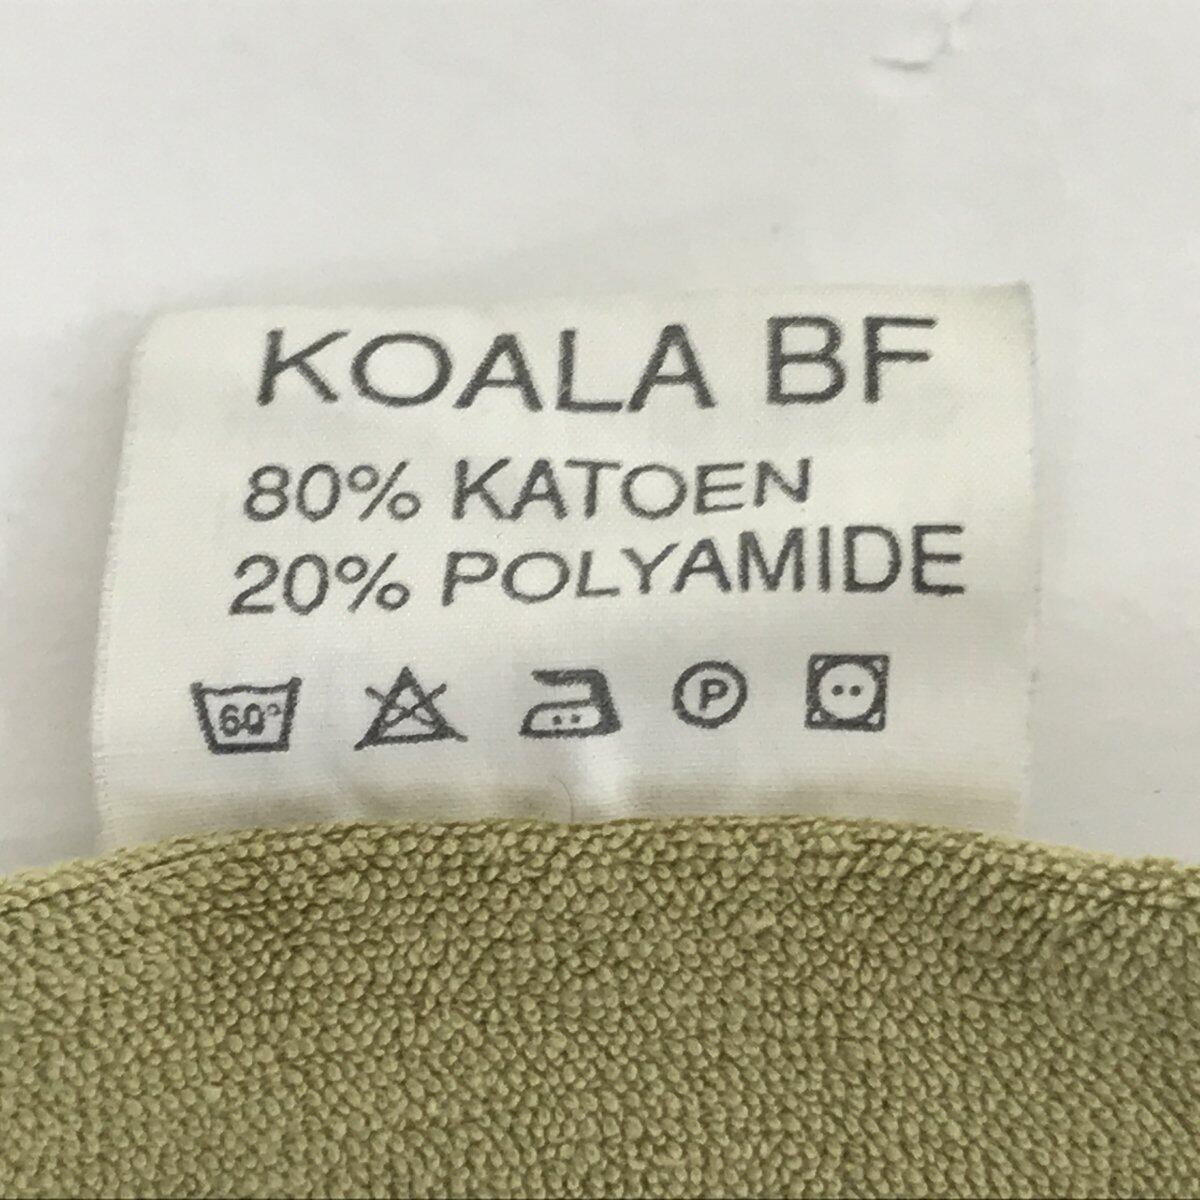 KOALA BF
80% KATOEN
20% POLYAMIDE
60° P